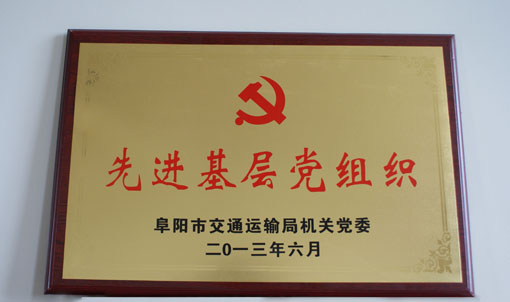 先进基层党组织
阜阳市交通运输局机关党委
二0一三年六月